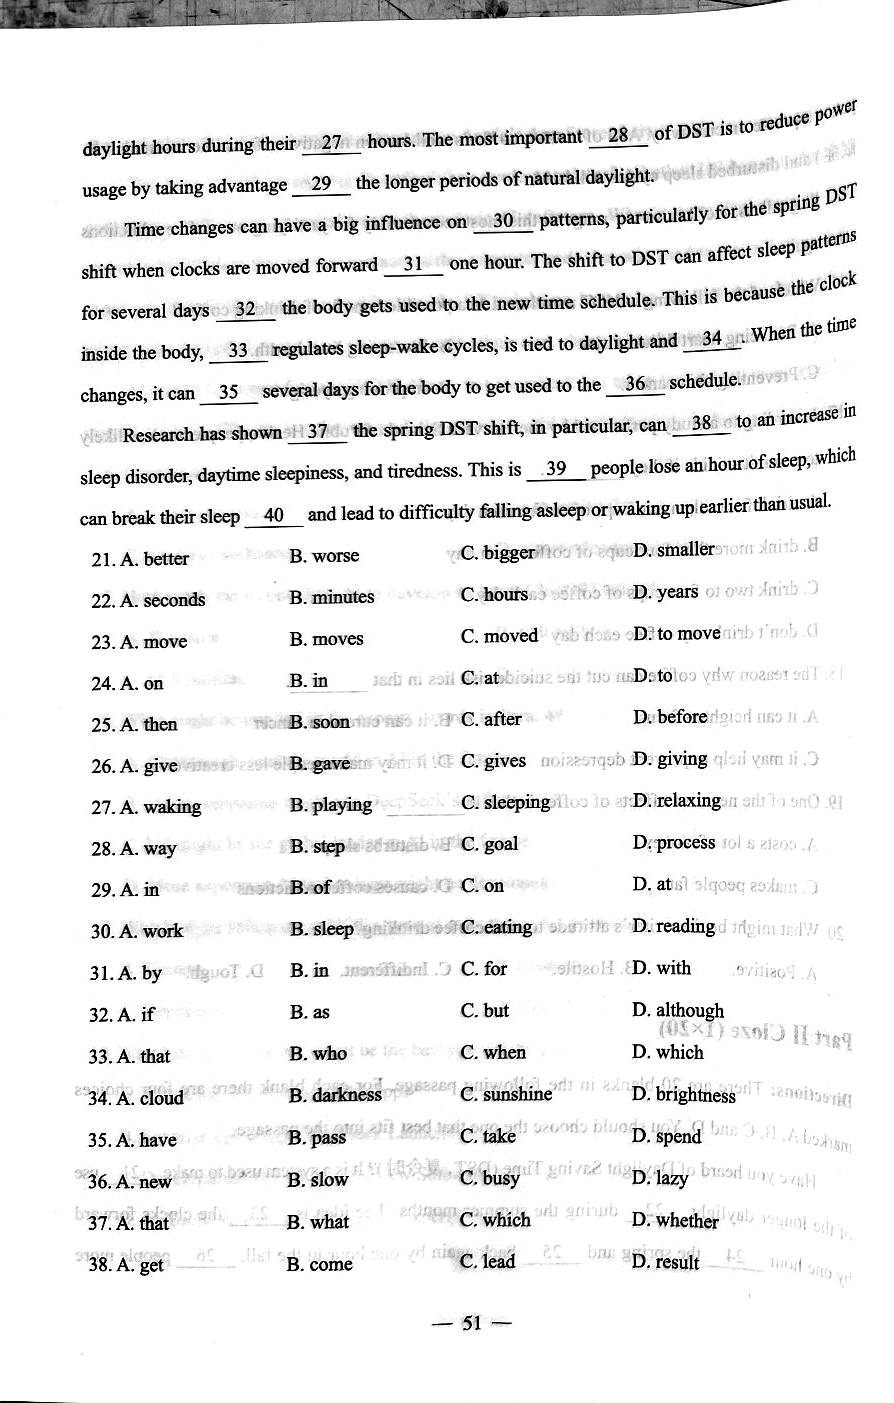 daylight hours during their 27 hours. The most important 28 of DST is to reduce power
usage by taking advantage 29 the longer periods of natural daylight.
Time changes can have a big influence on 30 patterns, particularly for the spring DST
shift when clocks are moved forward 31 one hour. The shift to DST can affect sleep patterns
for several days 32 the body gets used to the new time schedule. This is because the clock
inside the body, 33 regulates sleep-wake cycles, is tied to daylight and 34 . When the time
changes, it can 35 several days for the body to get used to the 36 schedule.
Research has shown 37 the spring DST shift, in particular, can 38 to an increase in
sleep disorder, daytime sleepiness, and tiredness. This is 39 people lose an hour of sleep, which
can break their sleep 40 and lead to difficulty falling asleep or waking up earlier than usual.
21. A. better B. worse C. bigger D. smaller
22. A. seconds B. minutes C. hours D. years
23. A. move B. moves C. moved D. to move
24. A. on B. in C. at D. to
25. A. then B. soon C. after D. before
26. A. give B. gave C. gives D. giving
27. A. waking B. playing C. sleeping D. relaxing
28. A. way B. step C. goal D. process
29. A. in B. of C. on D. at
30. A. work B. sleep C. eating D. reading
31. A. by B. in C. for D. with
32. A. if B. as C. but D. although
33. A. that B. who C. when D. which
34. A. cloud B. darkness C. sunshine D. brightness
35. A. have B. pass C. take D. spend
36. A. new B. slow C. busy D. lazy
37. A. that B. what C. which D. whether
38. A. get B. come C. lead D. result
— 51 —